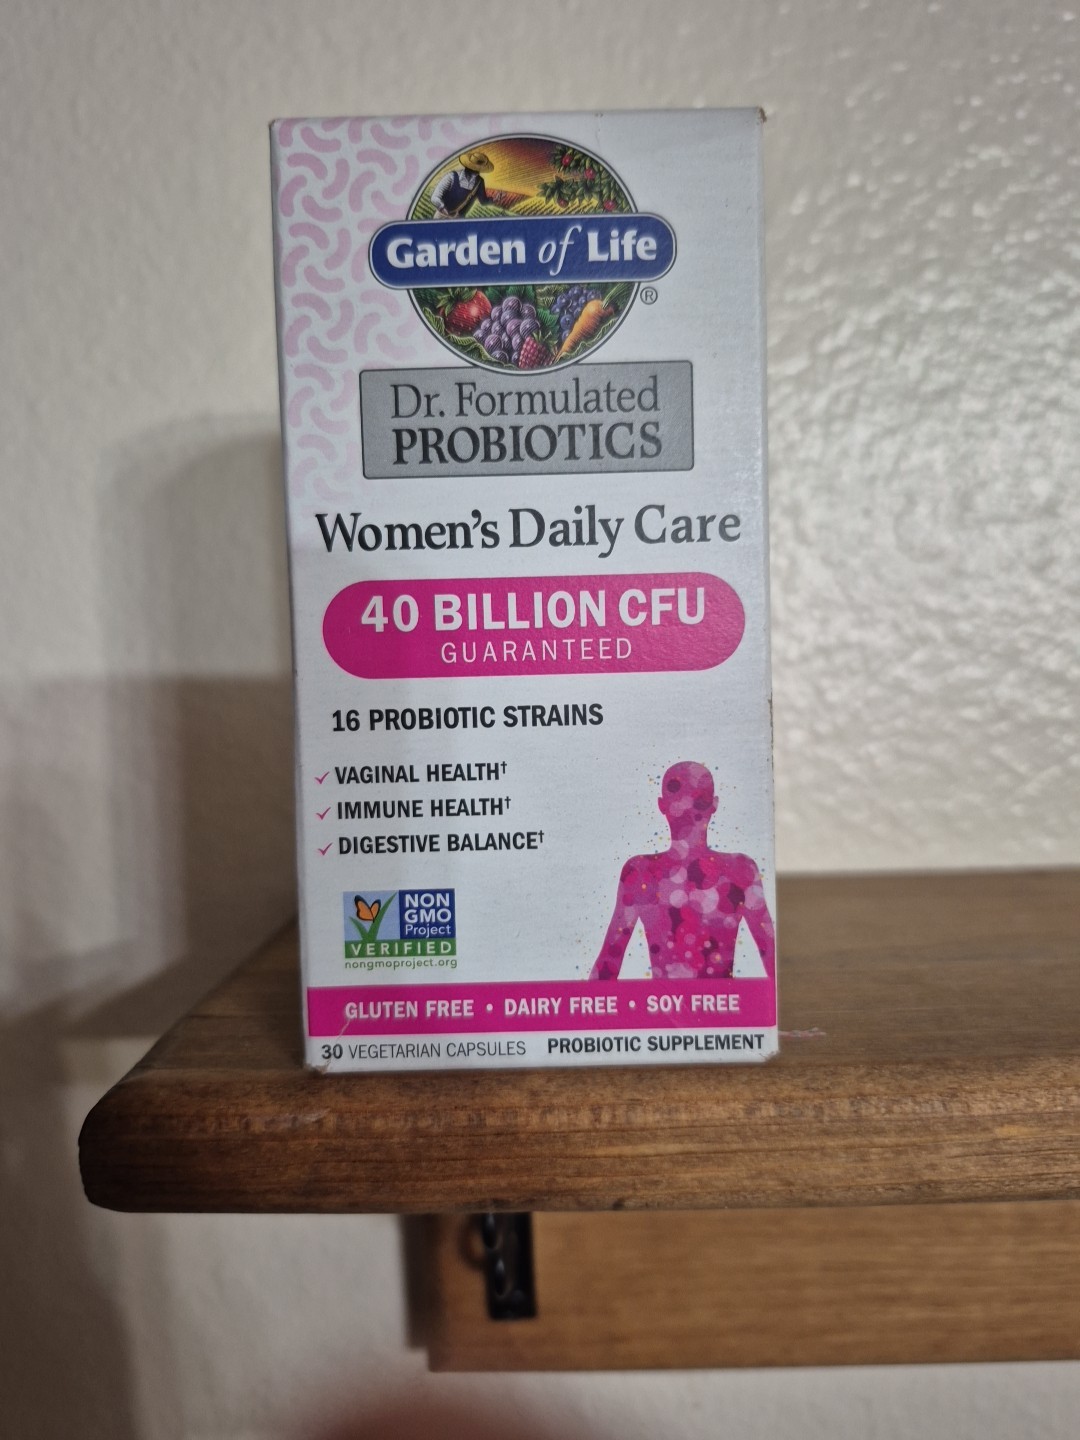 Garden of Life
®
Dr. Formulated
PROBIOTICS
Women's Daily Care
40 BILLION CFU
GUARANTEED
16 PROBIOTIC STRAINS
✓ VAGINAL HEALTH†
✓ IMMUNE HEALTH†
✓ DIGESTIVE BALANCE†
NON
GMO
Project
VERIFIED
nongmoproject.org
GLUTEN FREE • DAIRY FREE • SOY FREE
30 VEGETARIAN CAPSULES PROBIOTIC SUPPLEMENT